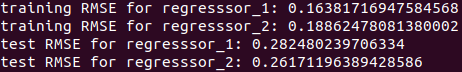 training RMSE for regresssor_1: 0.16381716947584568
training RMSE for regresssor_2: 0.18862478081380002
test RMSE for regresssor_1: 0.282480239706334
test RMSE for regresssor_2: 0.26171196389428586